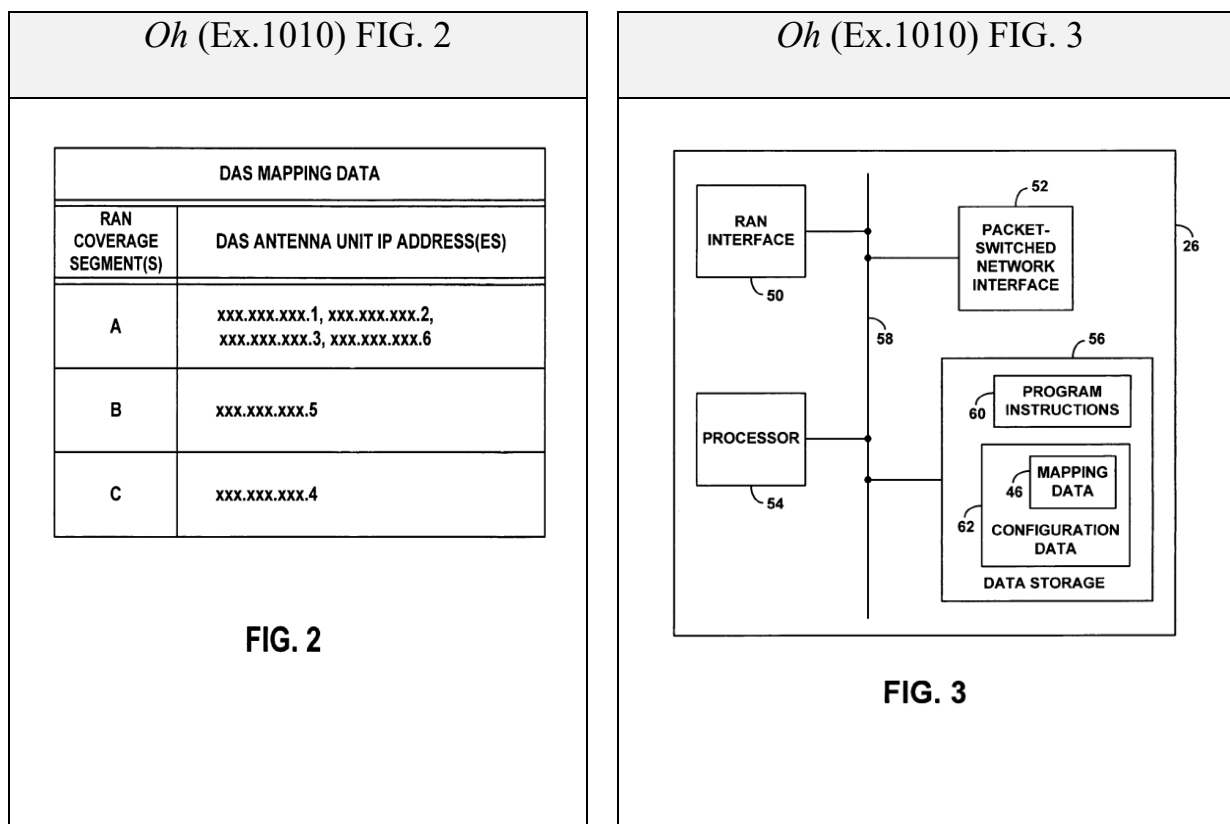 Oh (Ex.1010) FIG. 2
DAS MAPPING DATA
RAN
COVERAGE
SEGMENT(S)
DAS ANTENNA UNIT IP ADDRESS(ES)
A
xxx.xxx.xxx.1, xxx.xxx.xxx.2,
xxx.xxx.xxx.3, xxx.xxx.xxx.6
B
xxx.xxx.xxx.5
C
xxx.xxx.xxx.4
FIG. 2
Oh (Ex.1010) FIG. 3
RAN
INTERFACE
50
52
PACKET-
SWITCHED
NETWORK
INTERFACE
26
58
56
PROCESSOR
54
60
PROGRAM
INSTRUCTIONS
46
MAPPING
DATA
62
CONFIGURATION
DATA
DATA STORAGE
FIG. 3